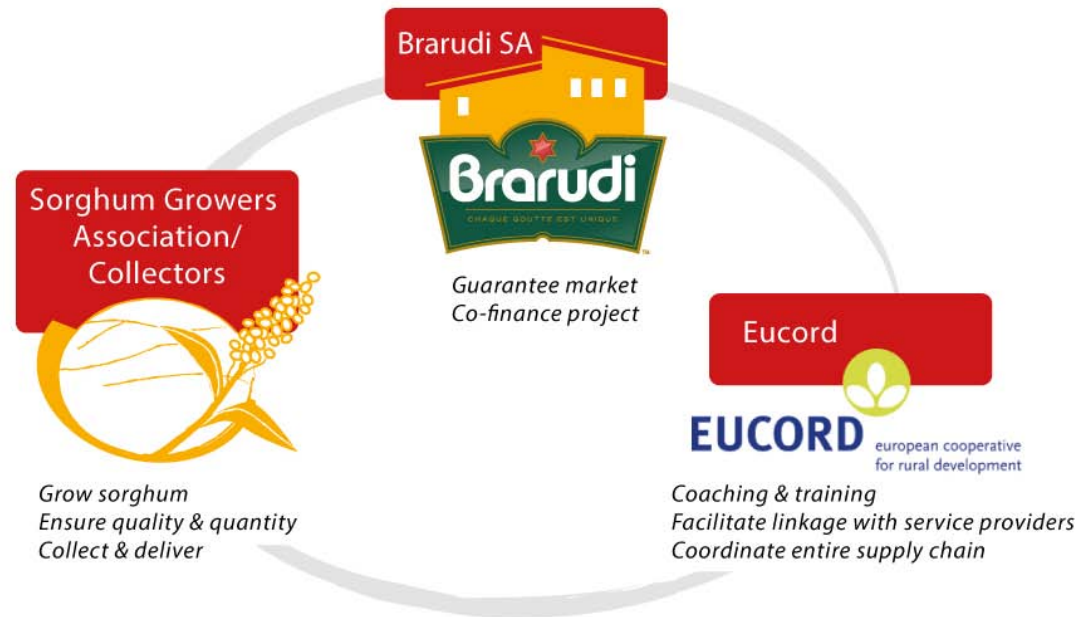 Brarudi SA
Brarudi
CHAQUE GOUTTE EST UNIQUE
TM
Guarantee market
Co-finance project
Sorghum Growers
Association/
Collectors
Grow sorghum
Ensure quality & quantity
Collect & deliver
Eucord
EUCORD
european cooperative
for rural development
Coaching & training
Facilitate linkage with service providers
Coordinate entire supply chain